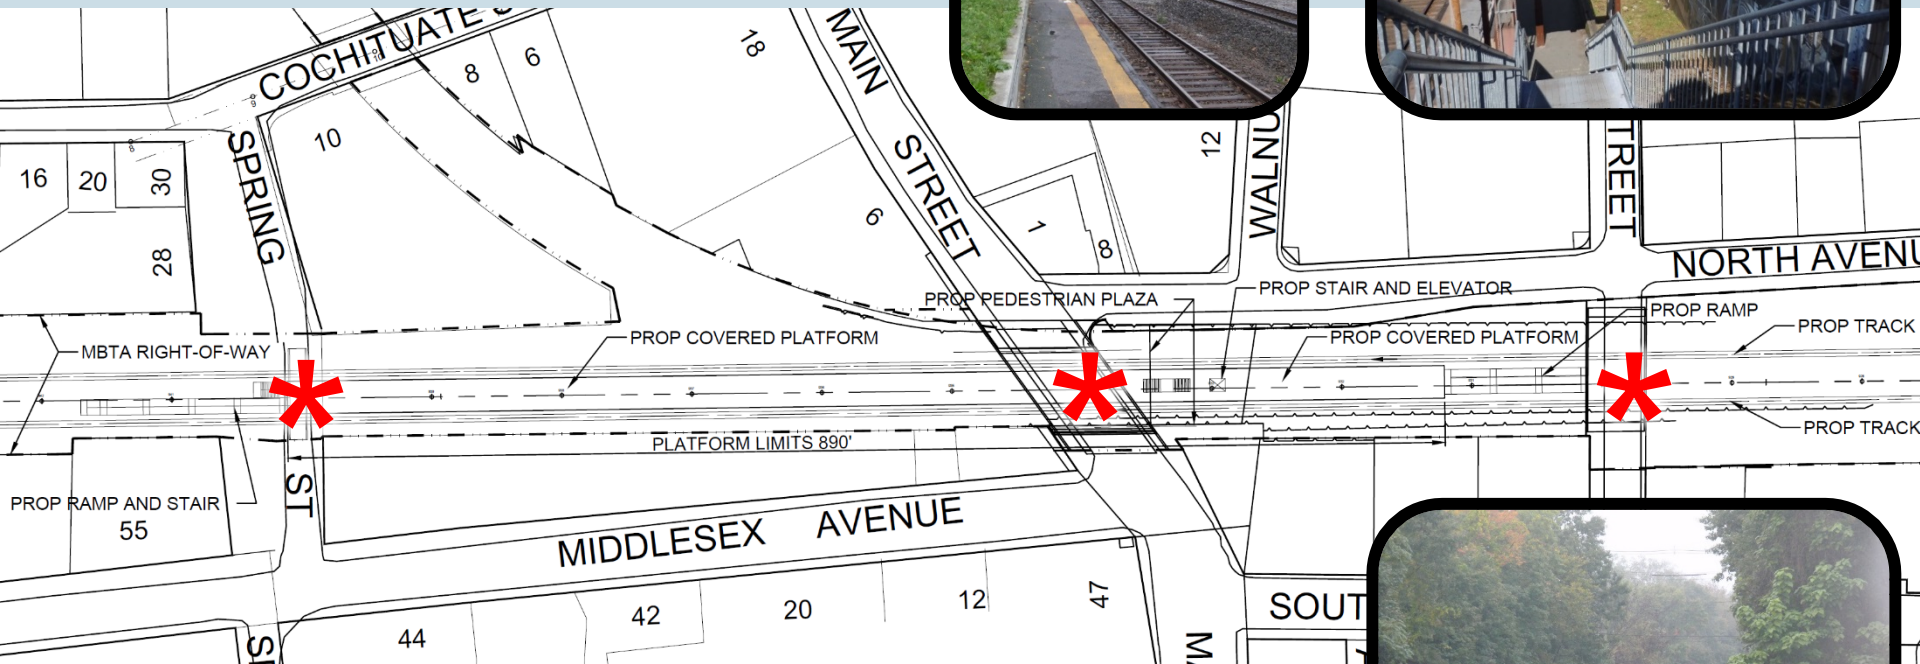 COCHITUATE S
MAIN
STREET
18
8
6
10
SPRING
16
20
30
28
6
1
8
12
WALNU
TREET
NORTH AVENU
PROP PEDESTRIAN PLAZA
PROP STAIR AND ELEVATOR
PROP RAMP
PROP TRACK
MBTA RIGHT-OF-WAY
PROP COVERED PLATFORM
PROP COVERED PLATFORM
PLATFORM LIMITS 890'
PROP TRACK
PROP RAMP AND STAIR
55
ST
MIDDLESEX AVENUE
44
42
20
12
47
SOUT